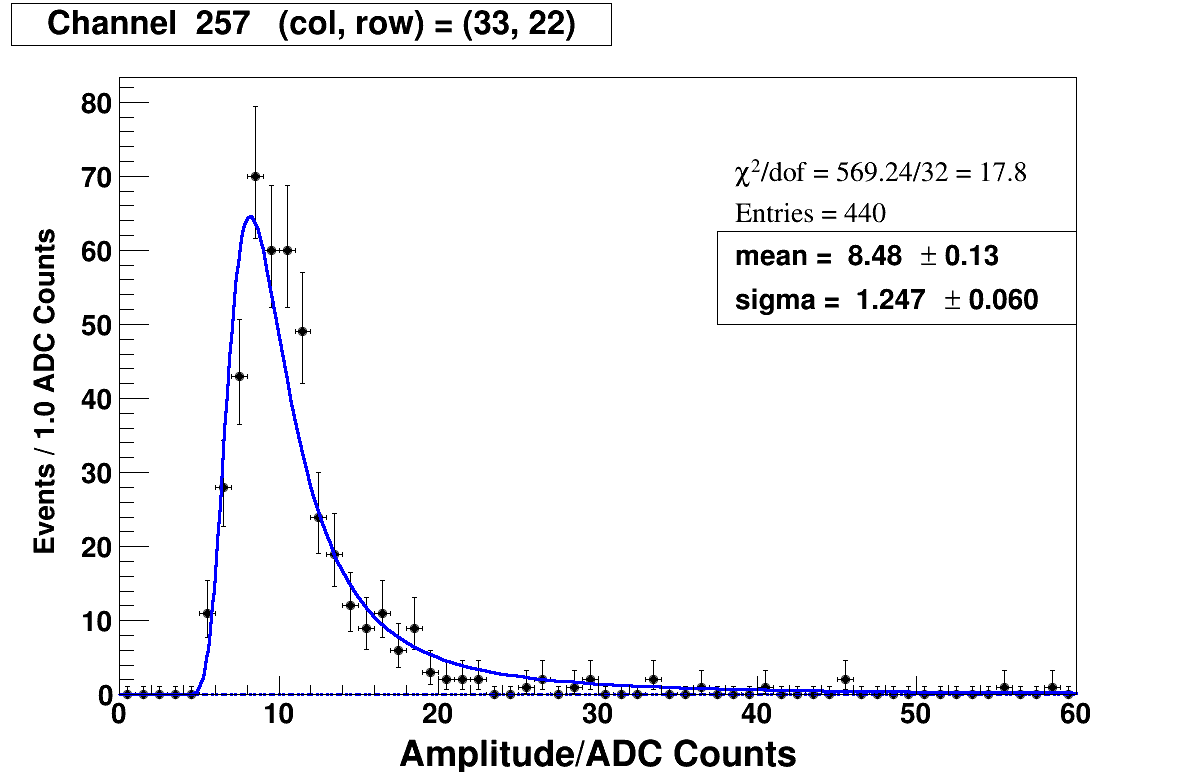 Channel 257 (col, row) = (33, 22)
80
70
60
50
40
30
20
10
0
Events / 1.0 ADC Counts
χ²/dof = 569.24/32 = 17.8
Entries = 440
mean = 8.48 ± 0.13
sigma = 1.247 ± 0.060
0 10 20 30 40 50 60
Amplitude/ADC Counts